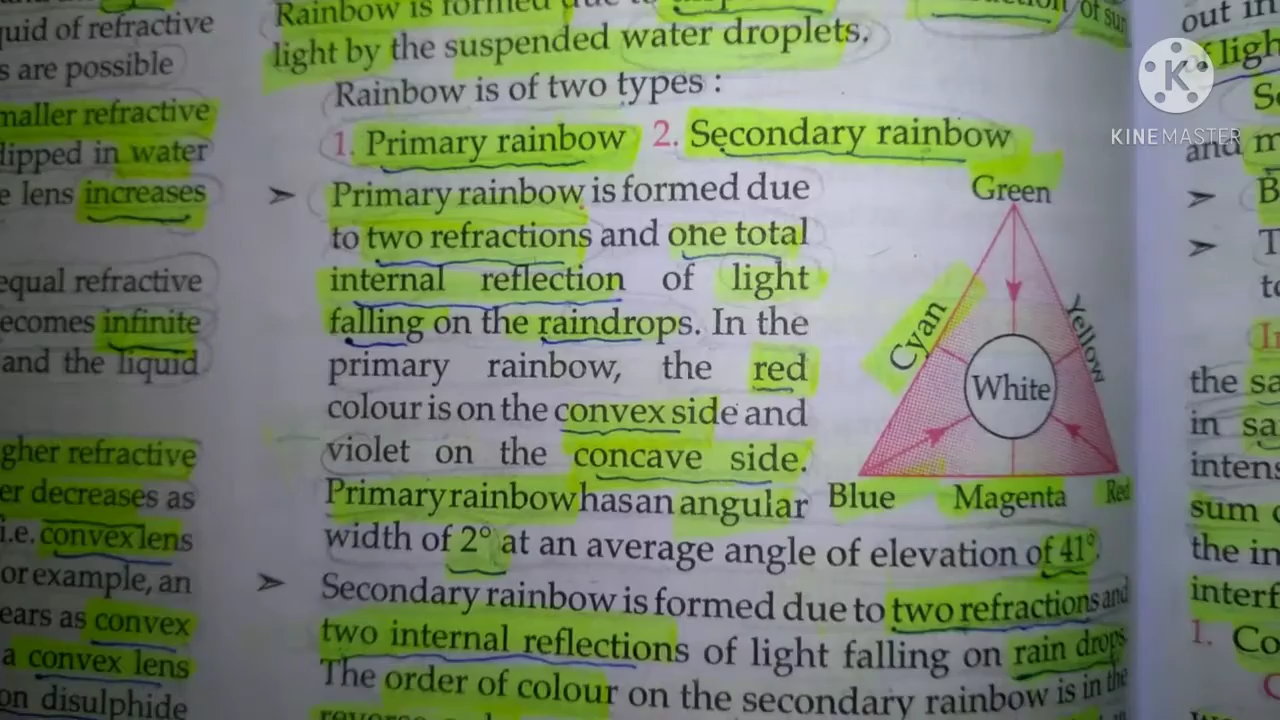 quid of refractive
s are possible
maller refractive
dipped in water
e lens increases
equal refractive
ecomes infinite
and the liquid
gher refractive
er decreases as
i.e. convex lens
or example, an
ears as convex
a convex lens
on disulphide
Rainbow is formed due to
of sun
light by the suspended water droplets.
Rainbow is of two types :
1. Primary rainbow 2. Secondary rainbow
➢ Primary rainbow is formed due
to two refractions and one total
internal reflection of light
falling on the raindrops. In the
primary rainbow, the red
colour is on the convex side and
violet on the concave side.
Primary rainbow has an angular
width of 2° at an average angle of elevation of 41°.
➢ Secondary rainbow is formed due to two refractions and
two internal reflections of light falling on rain drops.
The order of colour on the secondary rainbow is in the
Green
Cyan
Yellow
White
Blue Magenta Red
out in
of ligh
K
KINEMASTER
and m
➢ B
➢ T
the sa
in sa
intens
sum o
the in
interf
1. Co